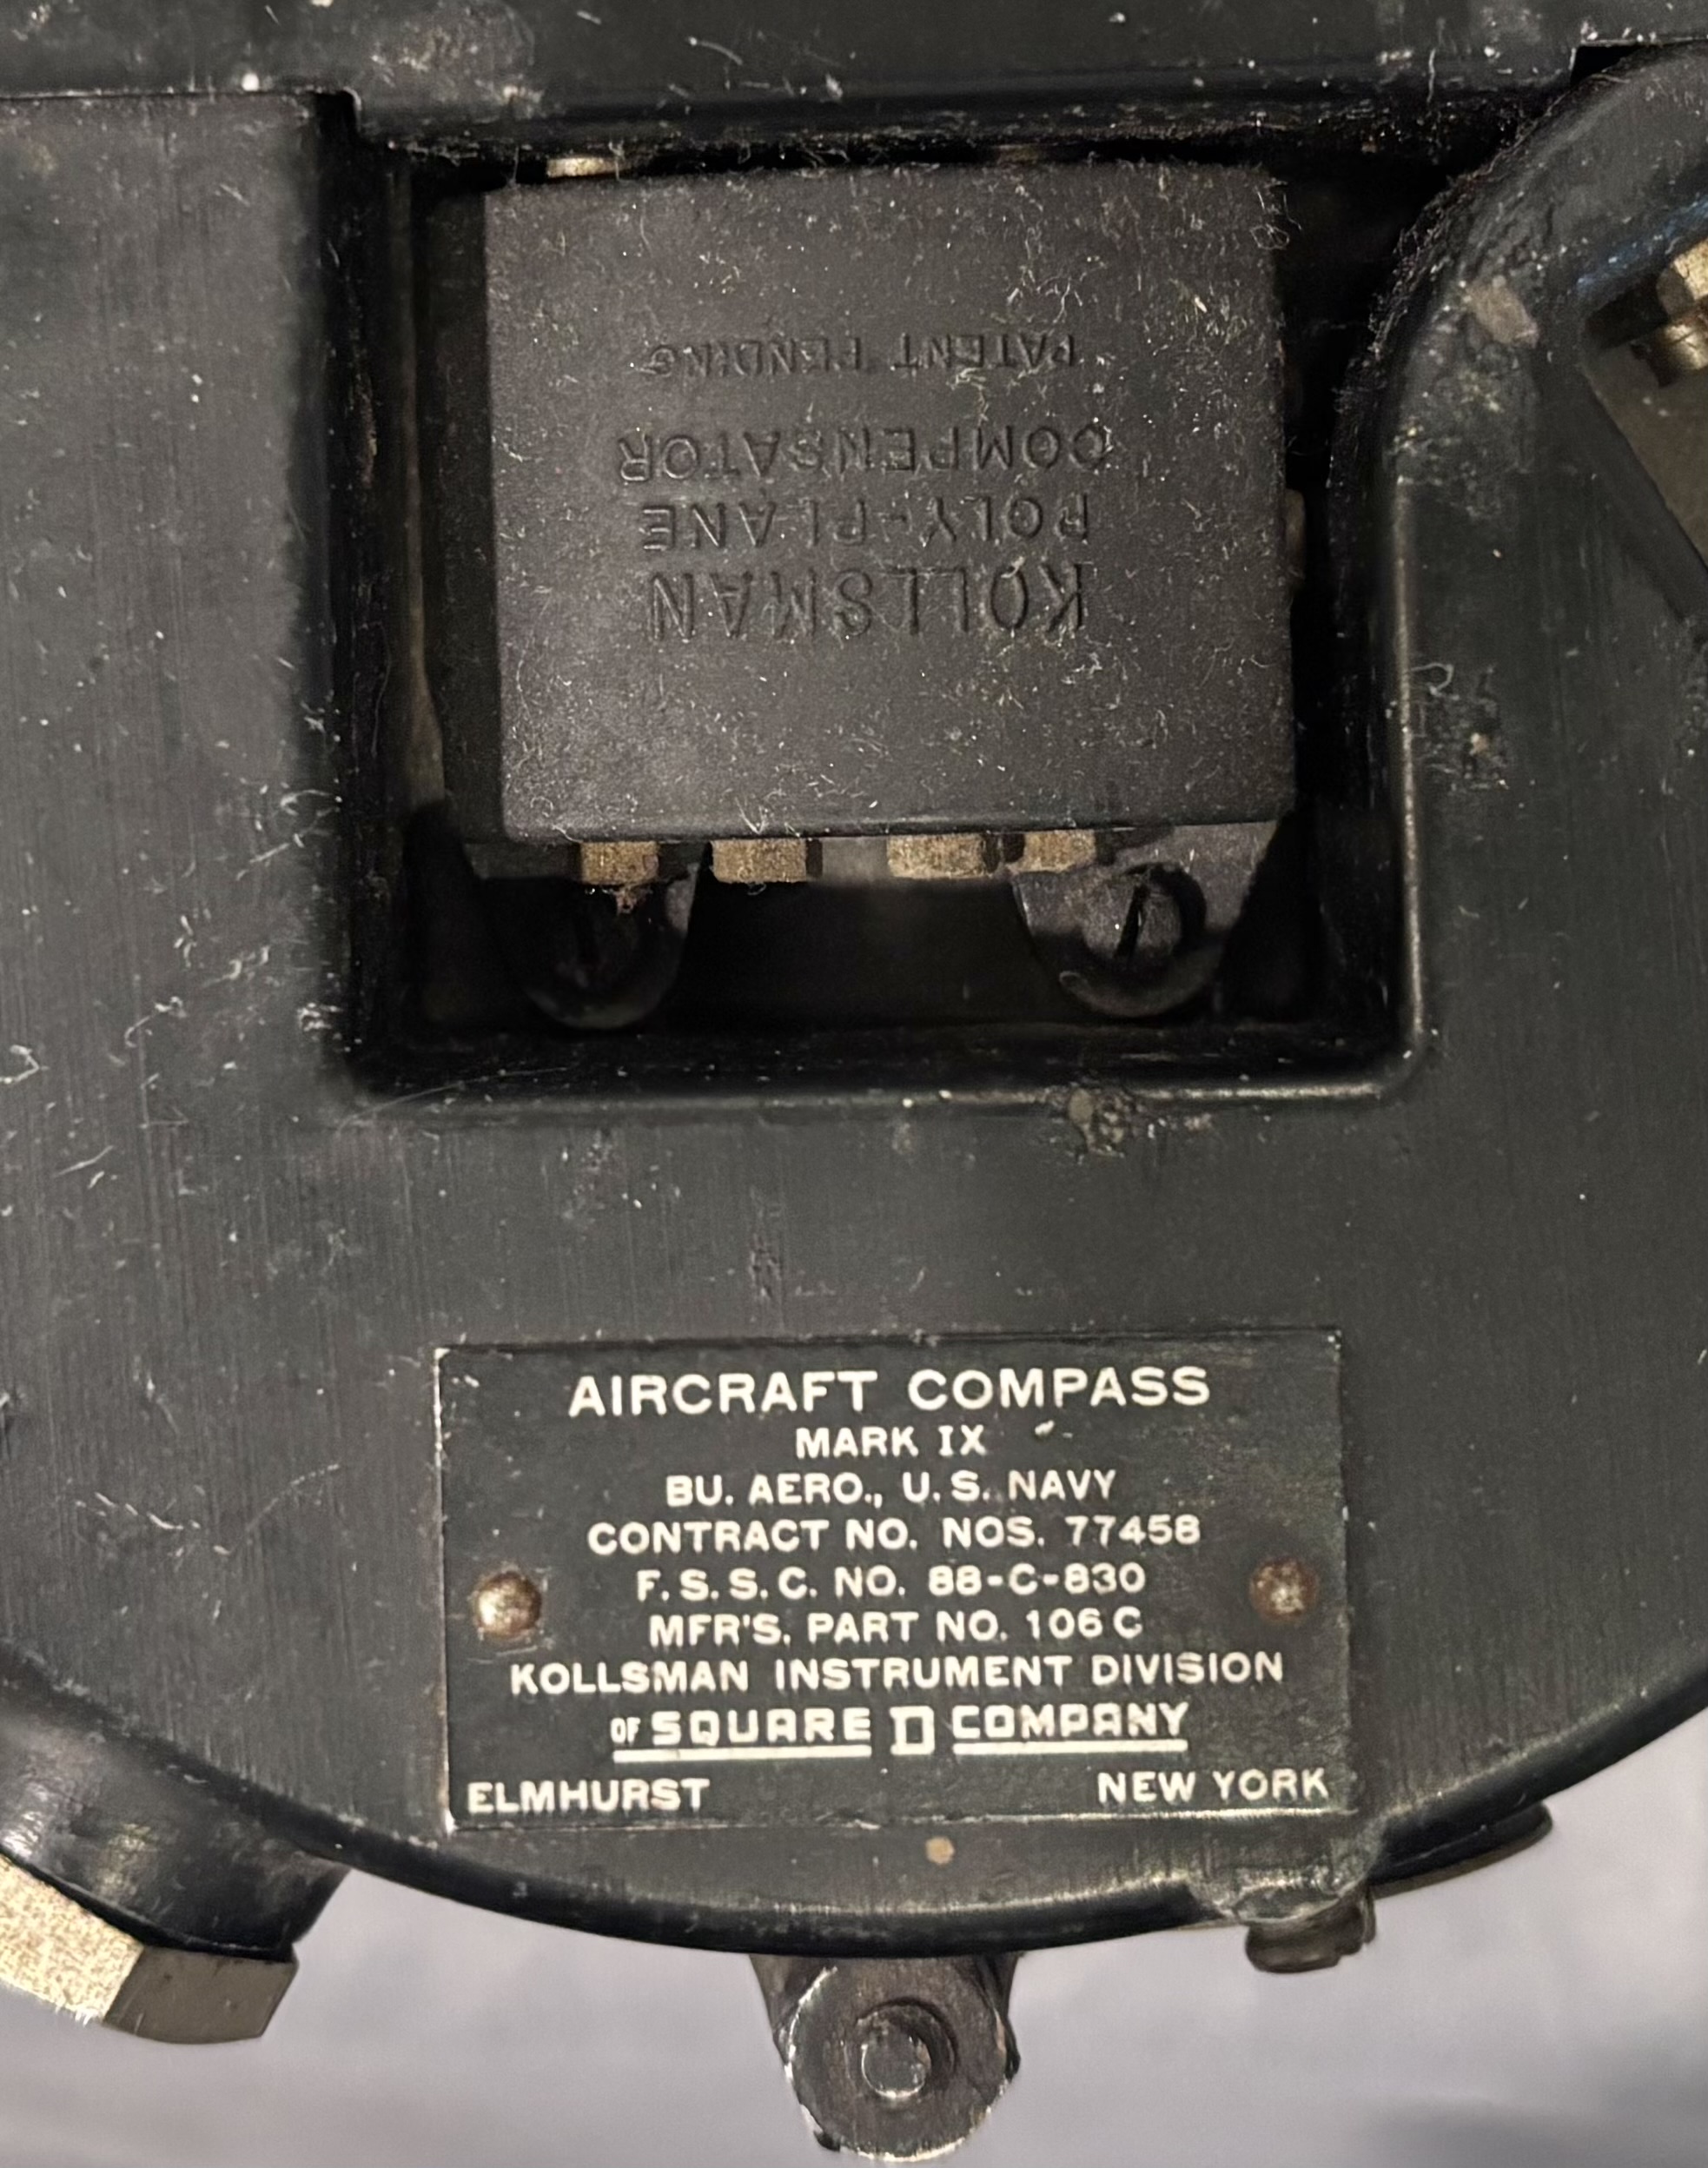 KOLLSMAN
POLY-PLANE
COMPENSATOR
PATENT PENDING
AIRCRAFT COMPASS
MARK IX
BU. AERO., U.S. NAVY
CONTRACT NO. NOS. 77458
F.S.S.C. NO. 88-C-830
MFR'S. PART NO. 106 C
KOLLSMAN INSTRUMENT DIVISION
OF SQUARE D COMPANY
ELMHURST NEW YORK